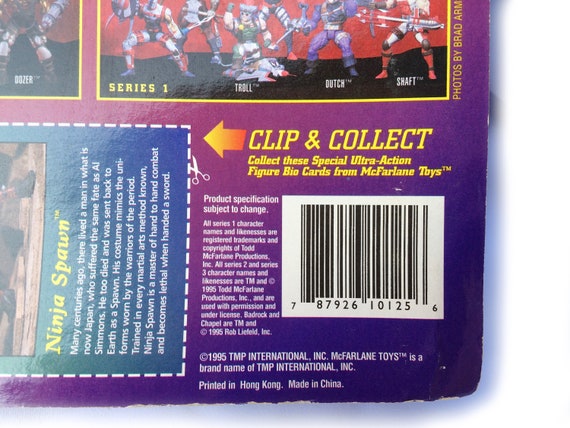 DOZER™
SERIES 1
TROLL™
DUTCH™
SHAFT™
PHOTOS BY BRAD ARM
CLIP & COLLECT
Collect these Special Ultra-Action
Figure Bio Cards from McFarlane Toys™
Ninja Spawn™
Many centuries ago, there lived a man in what is
now Japan, who suffered the same fate as Al
Simmons. He too died and was sent back to
Earth as a Spawn. His costume mimics the uni-
forms worn by the warriors of the period.
Trained in every martial arts method known,
Ninja Spawn is a master of hand to hand combat
and becomes lethal when handed a sword.
Product specification
subject to change.
All series 1 character
names and likenesses are
registered trademarks and
copyrights of Todd
McFarlane Productions,
Inc. All series 2 and series
3 character names and
likenesses are TM and ©
1995 Todd McFarlane
Productions, Inc., and are
used with permission and
under license. Badrock and
Chapel are TM and
© 1995 Rob Liefeld, Inc.
7 87926 10125 6
©1995 TMP INTERNATIONAL, INC. McFARLANE TOYS™ is a
brand name of TMP INTERNATIONAL, INC.
Printed in Hong Kong. Made in China.